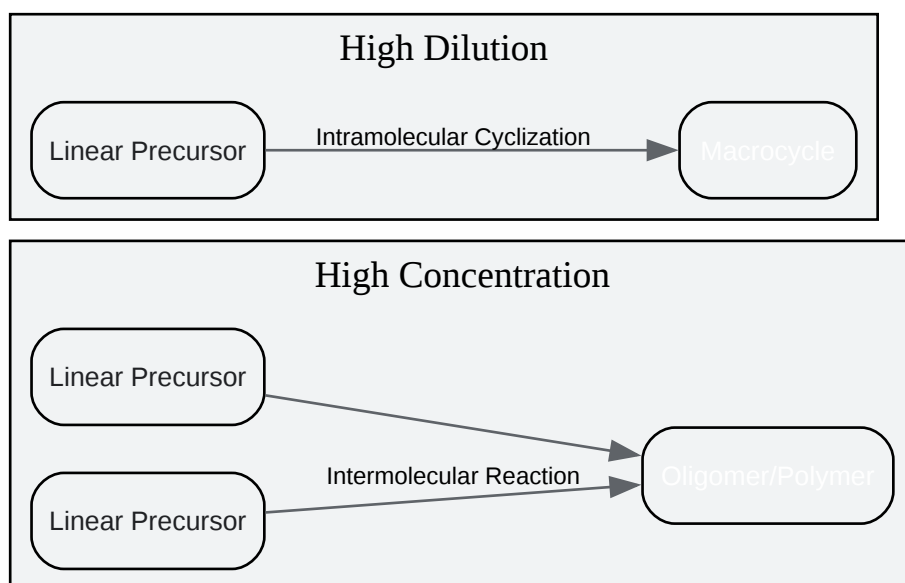 High Dilution
Linear Precursor
Intramolecular Cyclization
Macrocycle
High Concentration
Linear Precursor
Intermolecular Reaction
Oligomer/Polymer
Linear Precursor